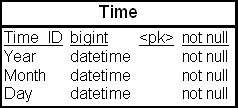 Time
Time_ID bigint <pk> not null
Year datetime not null
Month datetime not null
Day datetime not null